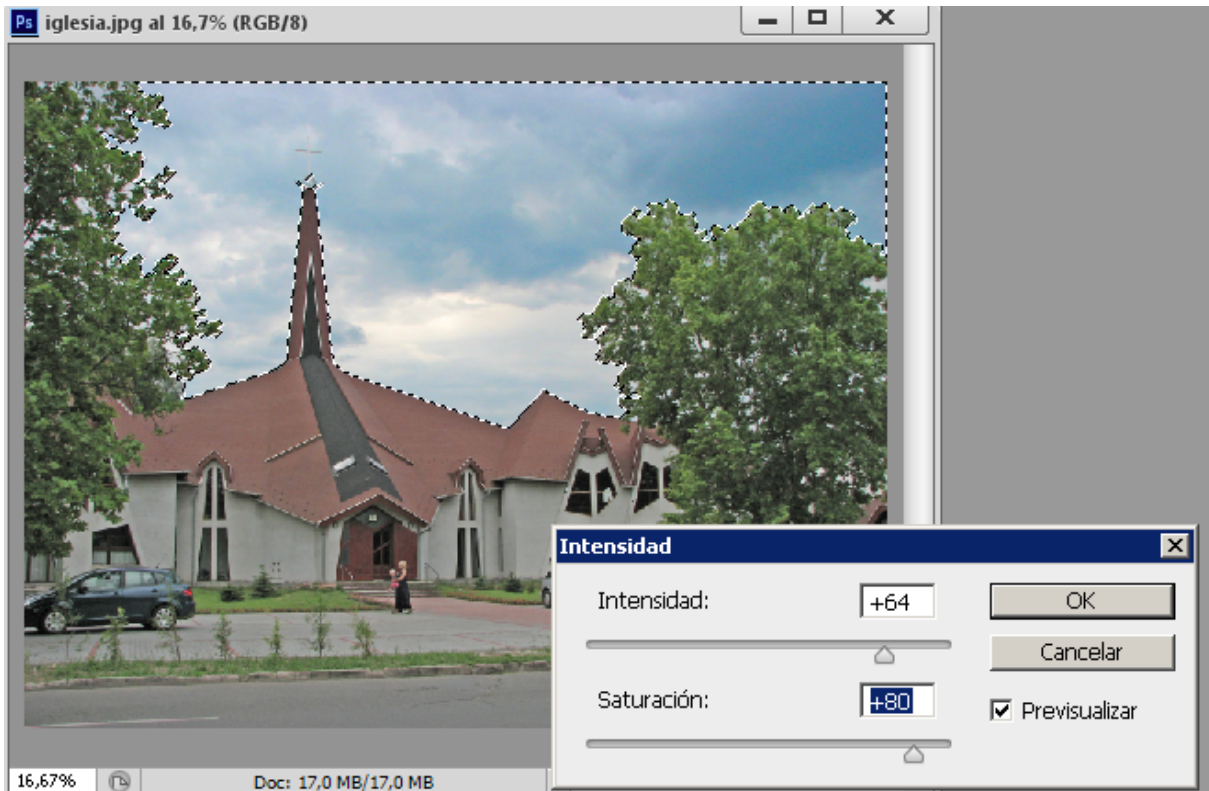 Ps iglesia.jpg al 16,7% (RGB/8)
Intensidad
Intensidad: +64 OK
Cancelar
Saturación: +80 Previsualizar
16,67% Doc: 17,0 MB/17,0 MB